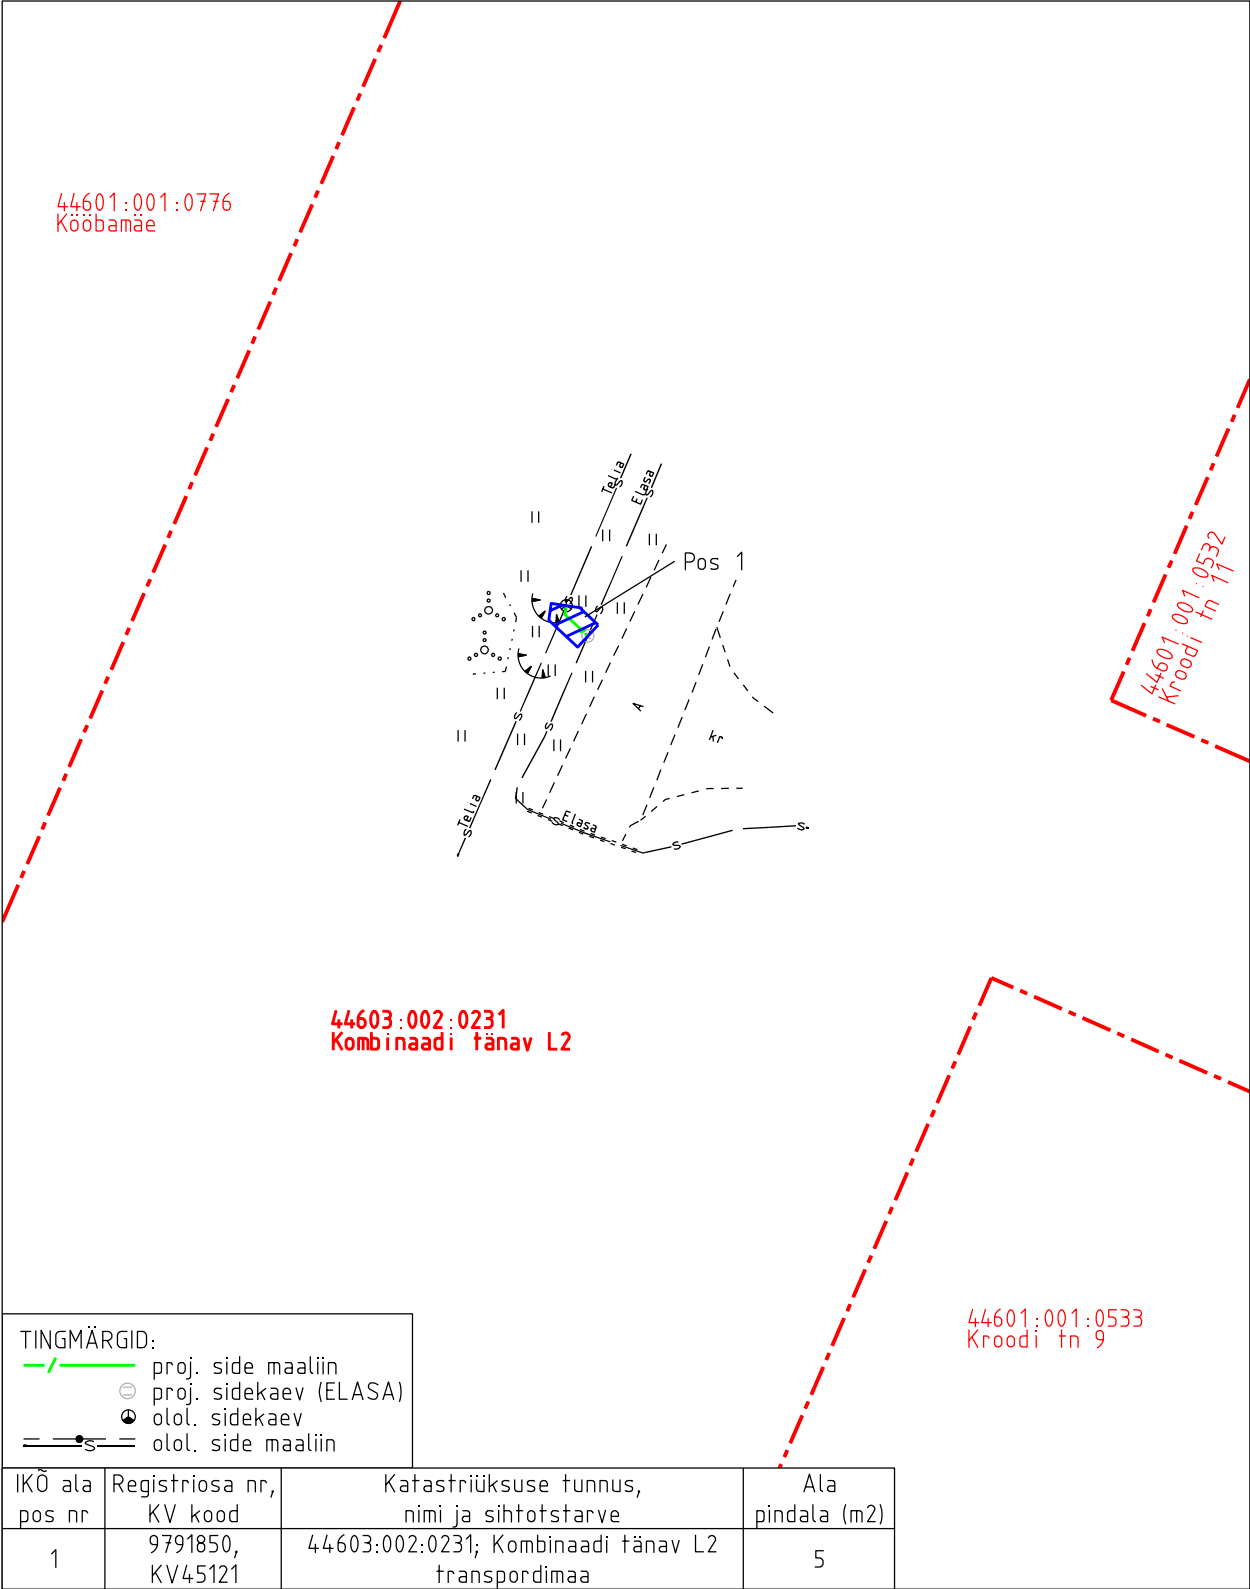 44601:001:0776
Kööbamäe
Telia
S
Elasa
S
Pos 1
S
S
44601:001:0532
Kroodi tn 11
A
S
S
kr
Telia
S
Elasa
S
S
S
44603:002:0231
Kombinaadi tänav L2
44601:001:0533
Kroodi tn 9
TINGMÄRGID:
proj. side maaliin
proj. sidekaev (ELASA)
olol. sidekaev
S
olol. side maaliin
IKÕ ala
pos nr
Registriosa nr,
KV kood
Katastriüksuse tunnus,
nimi ja sihtotstarve
Ala
pindala (m2)
1
9791850,
KV45121
44603:002:0231; Kombinaadi tänav L2
transpordimaa
5